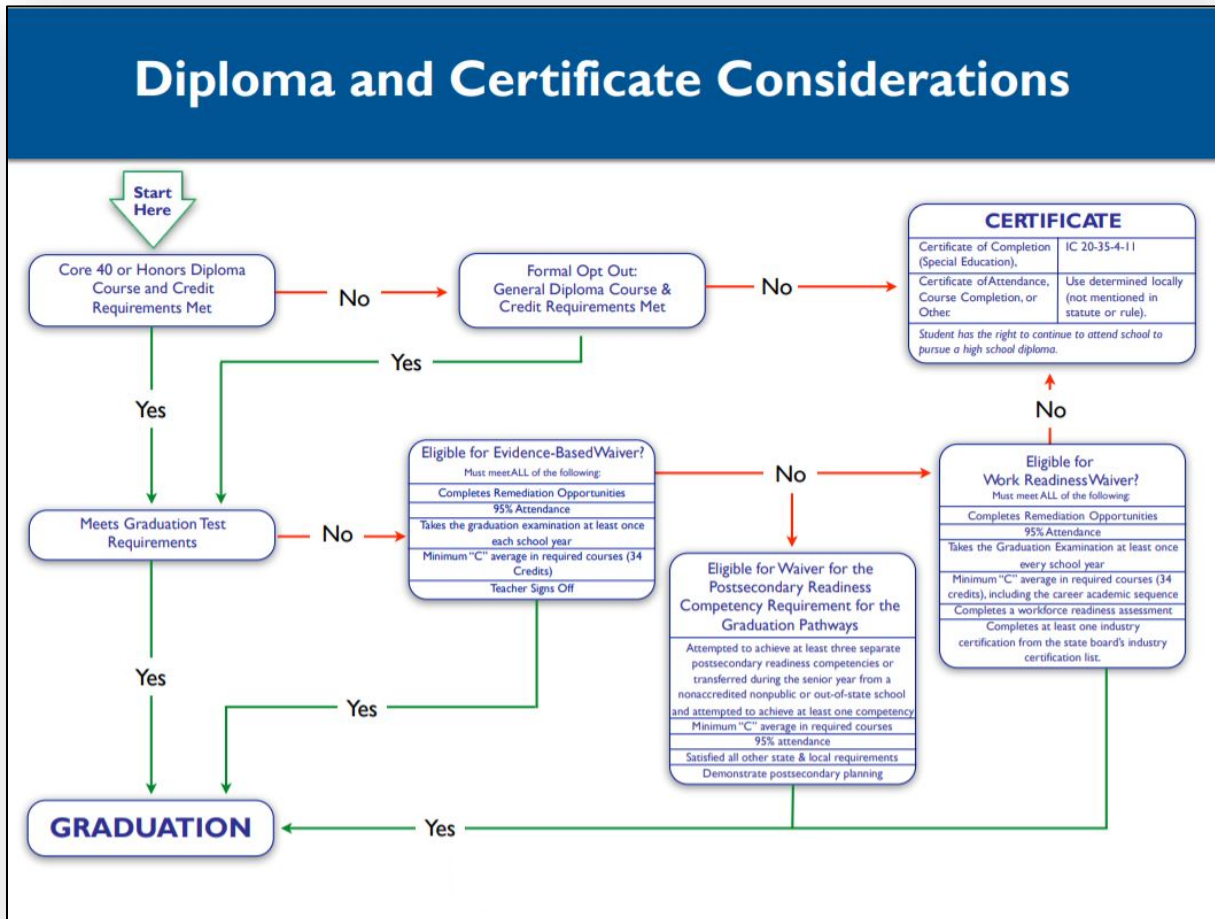 Diploma and Certificate Considerations
Start
Here
Core 40 or Honors Diploma
Course and Credit
Requirements Met
No
Formal Opt Out:
General Diploma Course &
Credit Requirements Met
No
CERTIFICATE
Certificate of Completion
(Special Education),
IC 20-35-4-11
Certificate of Attendance,
Course Completion, or
Other.
Use determined locally
(not mentioned in
statute or rule).
Student has the right to continue to attend school to
pursue a high school diploma.
Yes
Yes
No
Meets Graduation Test
Requirements
No
Eligible for Evidence-Based Waiver?
Must meet ALL of the following:
Completes Remediation Opportunities
95% Attendance
Takes the graduation examination at least once
each school year
Minimum “C” average in required courses (34
Credits)
Teacher Signs Off
No
Eligible for Waiver for the
Postsecondary Readiness
Competency Requirement for the
Graduation Pathways
Attempted to achieve at least three separate
postsecondary readiness competencies or
transferred during the senior year from a
nonaccredited nonpublic or out-of-state school
and attempted to achieve at least one competency
Minimum “C” average in required courses
95% attendance
Satisfied all other state & local requirements
Demonstrate postsecondary planning
Eligible for
Work Readiness Waiver?
Must meet ALL of the following:
Completes Remediation Opportunities
95% Attendance
Takes the Graduation Examination at least once
every school year
Minimum “C” average in required courses (34
credits), including the career academic sequence
Completes a workforce readiness assessment
Completes at least one industry
certification from the state board's industry
certification list.
Yes
Yes
GRADUATION
Yes